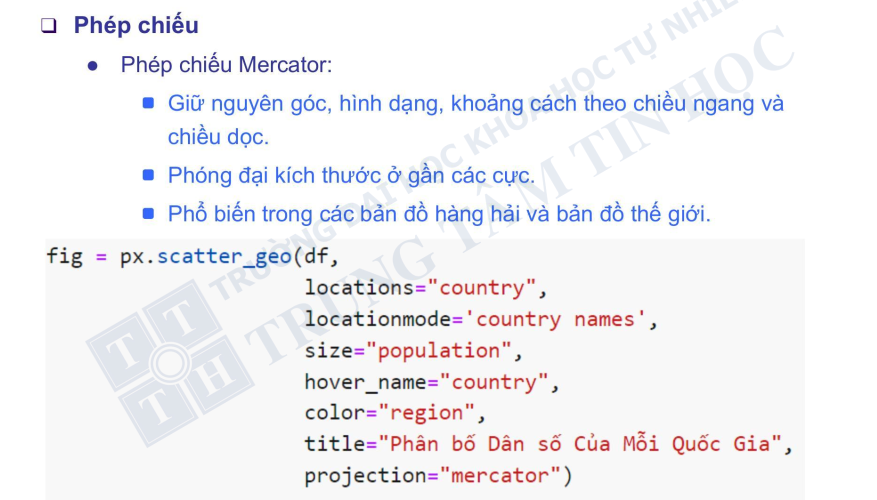 Phép chiếu
Phép chiếu Mercator:
Giữ nguyên góc, hình dạng, khoảng cách theo chiều ngang và
chiều dọc.
Phóng đại kích thước ở gần các cực.
Phổ biến trong các bản đồ hàng hải và bản đồ thế giới.
fig = px.scatter_geo(df,
locations="country",
locationmode='country names',
size="population",
hover_name="country",
color="region",
title="Phân bố Dân số Của Mỗi Quốc Gia",
projection="mercator")
TRƯỜNG ĐẠI HỌC KHOA HỌC TỰ NHIÊ
TRUNG TÂM TIN HỌC
T T
T H